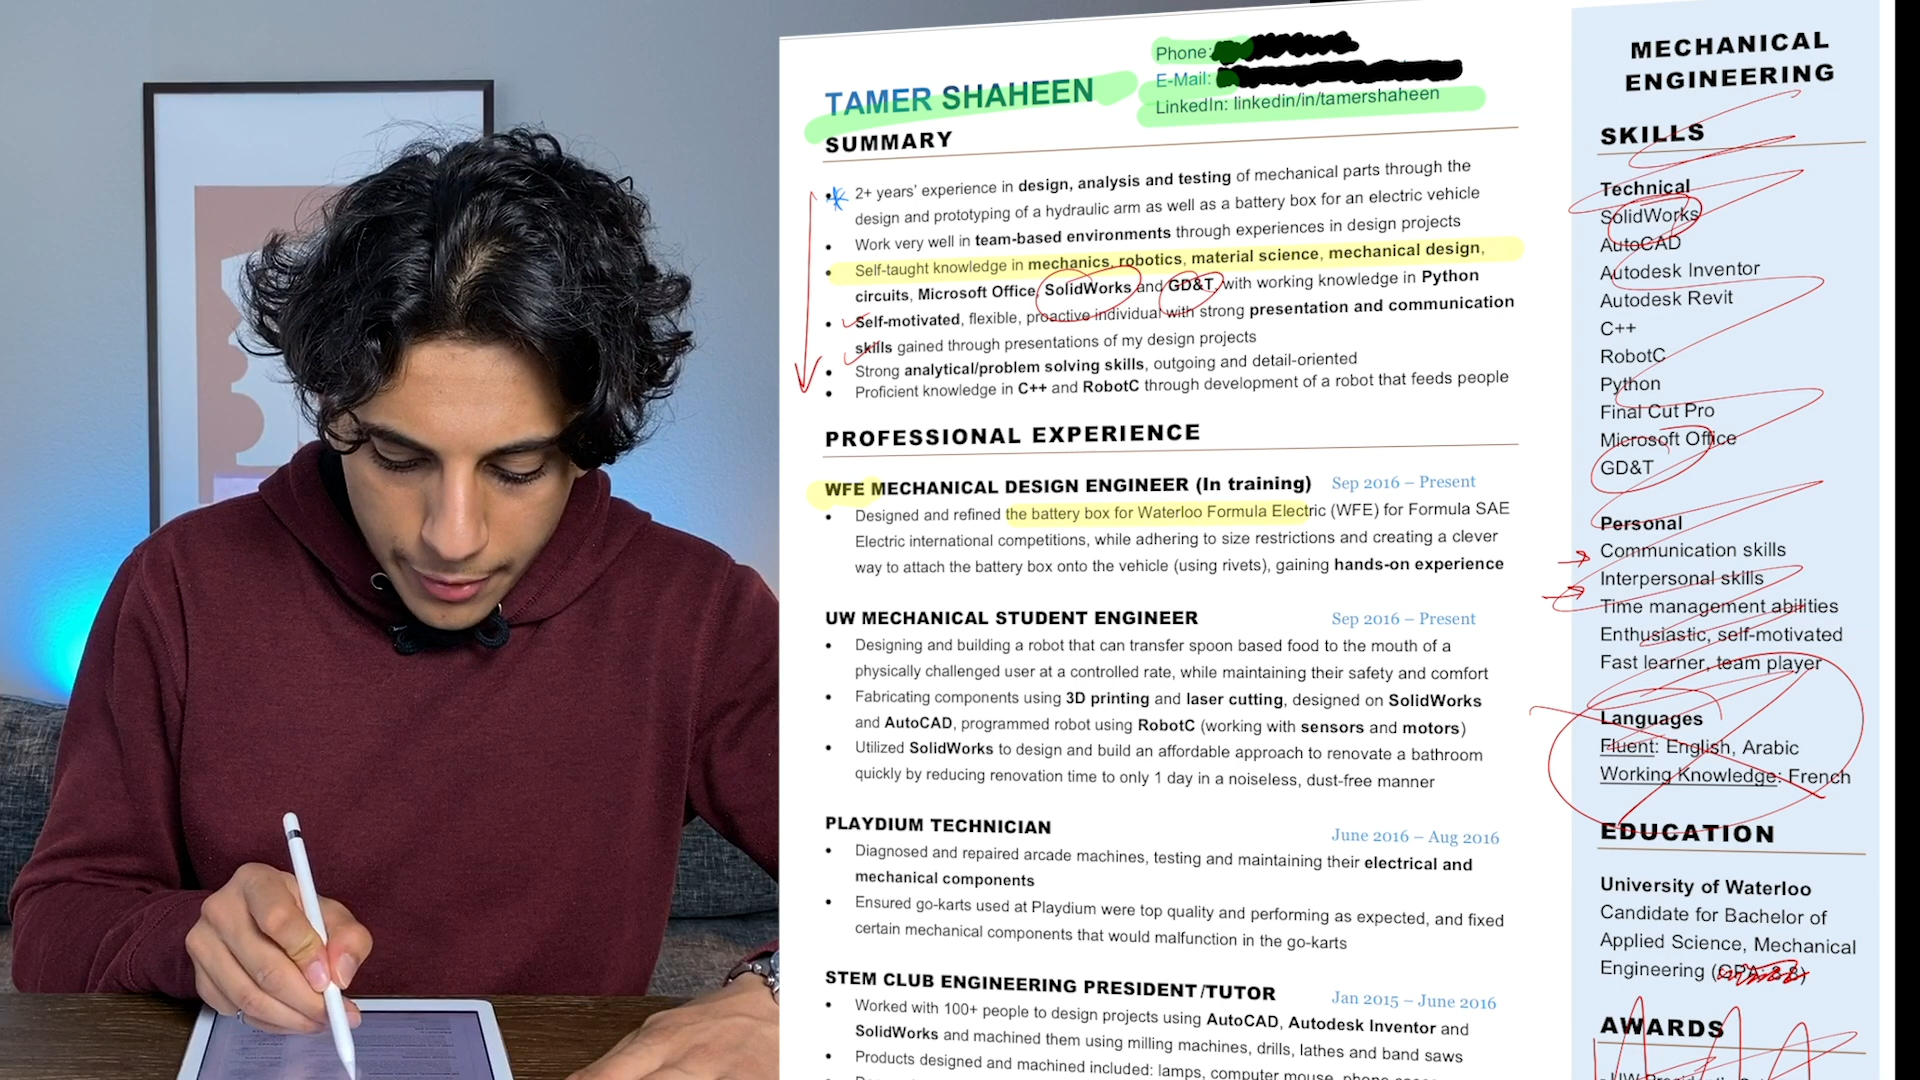 TAMER SHAHEEN
Phone:
E-Mail:
LinkedIn: linkedin/in/tamershaheen
SUMMARY
2+ years' experience in design, analysis and testing of mechanical parts through the
design and prototyping of a hydraulic arm as well as a battery box for an electric vehicle
Work very well in team-based environments through experiences in design projects
Self-taught knowledge in mechanics, robotics, material science, mechanical design,
circuits, Microsoft Office, SolidWorks and GD&T, with working knowledge in Python
Self-motivated, flexible, proactive individual with strong presentation and communication
skills gained through presentations of my design projects
Strong analytical/problem solving skills, outgoing and detail-oriented
Proficient knowledge in C++ and RobotC through development of a robot that feeds people
PROFESSIONAL EXPERIENCE
WFE MECHANICAL DESIGN ENGINEER (In training) Sep 2016 – Present
Designed and refined the battery box for Waterloo Formula Electric (WFE) for Formula SAE
Electric international competitions, while adhering to size restrictions and creating a clever
way to attach the battery box onto the vehicle (using rivets), gaining hands-on experience
UW MECHANICAL STUDENT ENGINEER Sep 2016 – Present
Designing and building a robot that can transfer spoon based food to the mouth of a
physically challenged user at a controlled rate, while maintaining their safety and comfort
Fabricating components using 3D printing and laser cutting, designed on SolidWorks
and AutoCAD, programmed robot using RobotC (working with sensors and motors)
Utilized SolidWorks to design and build an affordable approach to renovate a bathroom
quickly by reducing renovation time to only 1 day in a noiseless, dust-free manner
PLAYDIUM TECHNICIAN June 2016 – Aug 2016
Diagnosed and repaired arcade machines, testing and maintaining their electrical and
mechanical components
Ensured go-karts used at Playdium were top quality and performing as expected, and fixed
certain mechanical components that would malfunction in the go-karts
STEM CLUB ENGINEERING PRESIDENT/TUTOR Jan 2015 – June 2016
Worked with 100+ people to design projects using AutoCAD, Autodesk Inventor and
SolidWorks and machined them using milling machines, drills, lathes and band saws
Products designed and machined included: lamps, computer mouse, phone
MECHANICAL
ENGINEERING
SKILLS
Technical
SolidWorks
AutoCAD
Autodesk Inventor
Autodesk Revit
C++
RobotC
Python
Final Cut Pro
Microsoft Office
GD&T
Personal
Communication skills
Interpersonal skills
Time management abilities
Enthusiastic, self-motivated
Fast learner, team player
Languages
Fluent: English, Arabic
Working Knowledge: French
EDUCATION
University of Waterloo
Candidate for Bachelor of
Applied Science, Mechanical
Engineering (GPA:
AWARDS